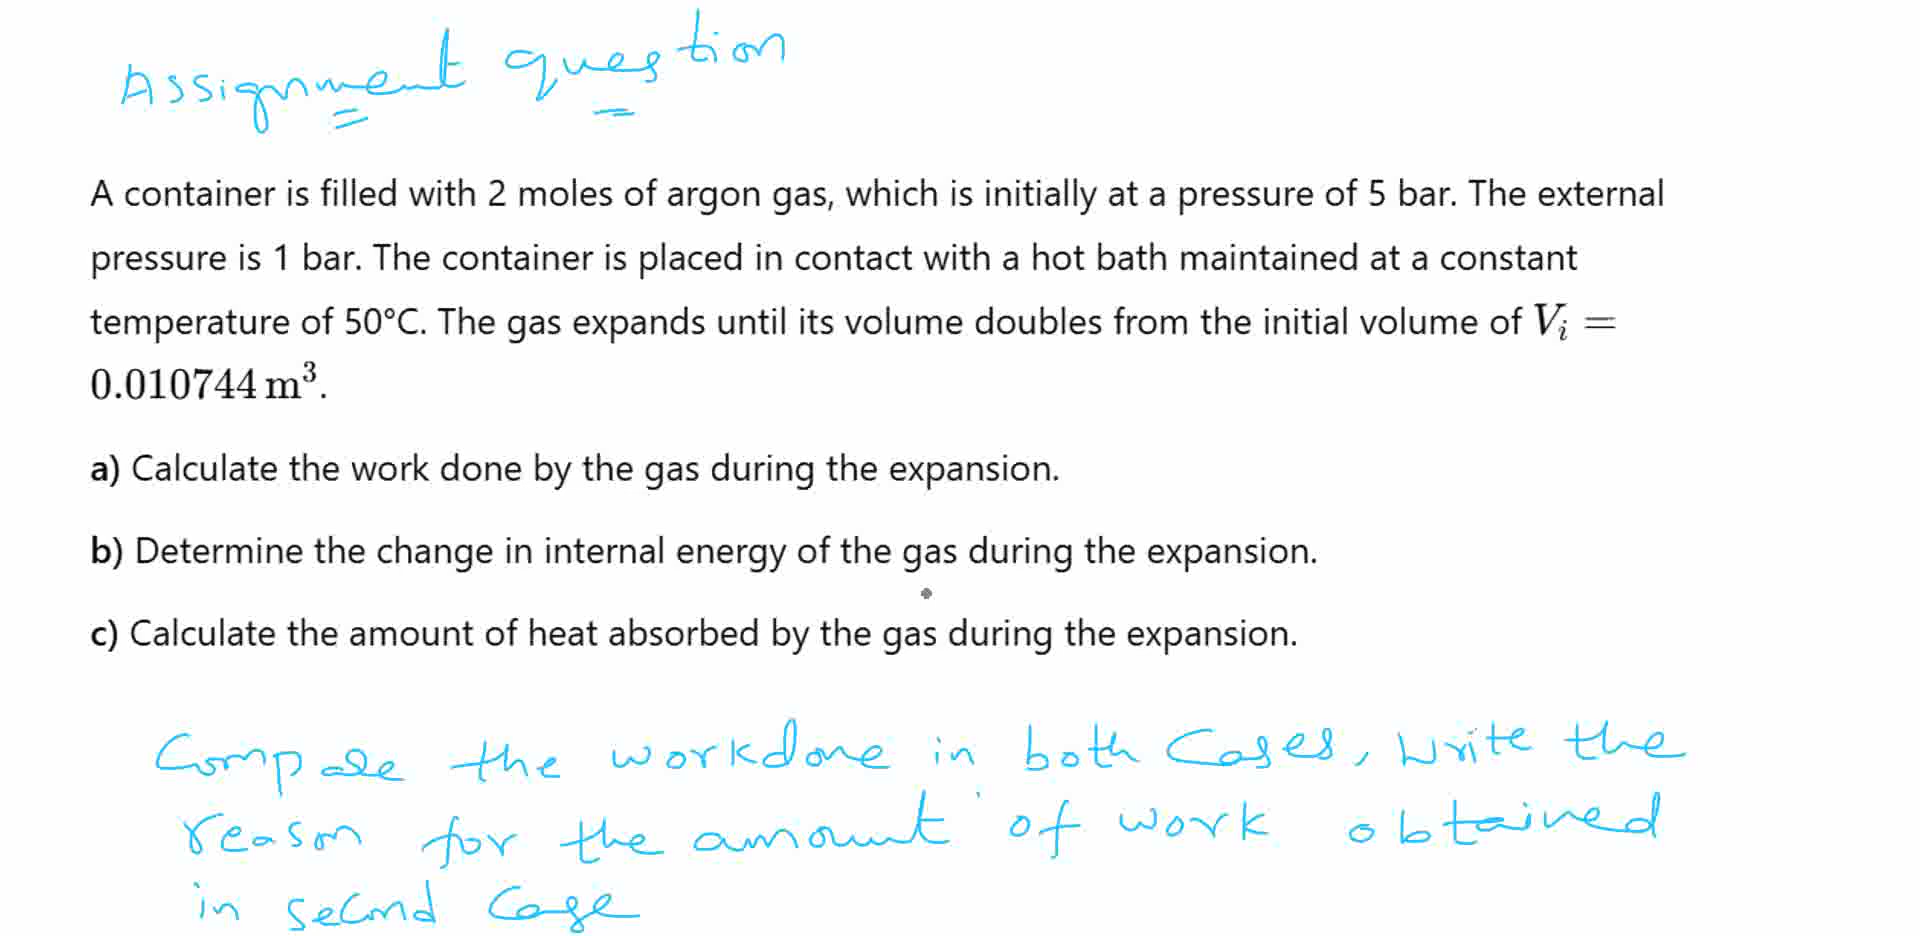 Assignment question
A container is filled with 2 moles of argon gas, which is initially at a pressure of 5 bar. The external
pressure is 1 bar. The container is placed in contact with a hot bath maintained at a constant
temperature of 50°C. The gas expands until its volume doubles from the initial volume of Vᵢ =
0.010744 m³.
a) Calculate the work done by the gas during the expansion.
b) Determine the change in internal energy of the gas during the expansion.
c) Calculate the amount of heat absorbed by the gas during the expansion.
Compare the workdone in both Cases, Write the
reason for the amount of work obtained
in second Case